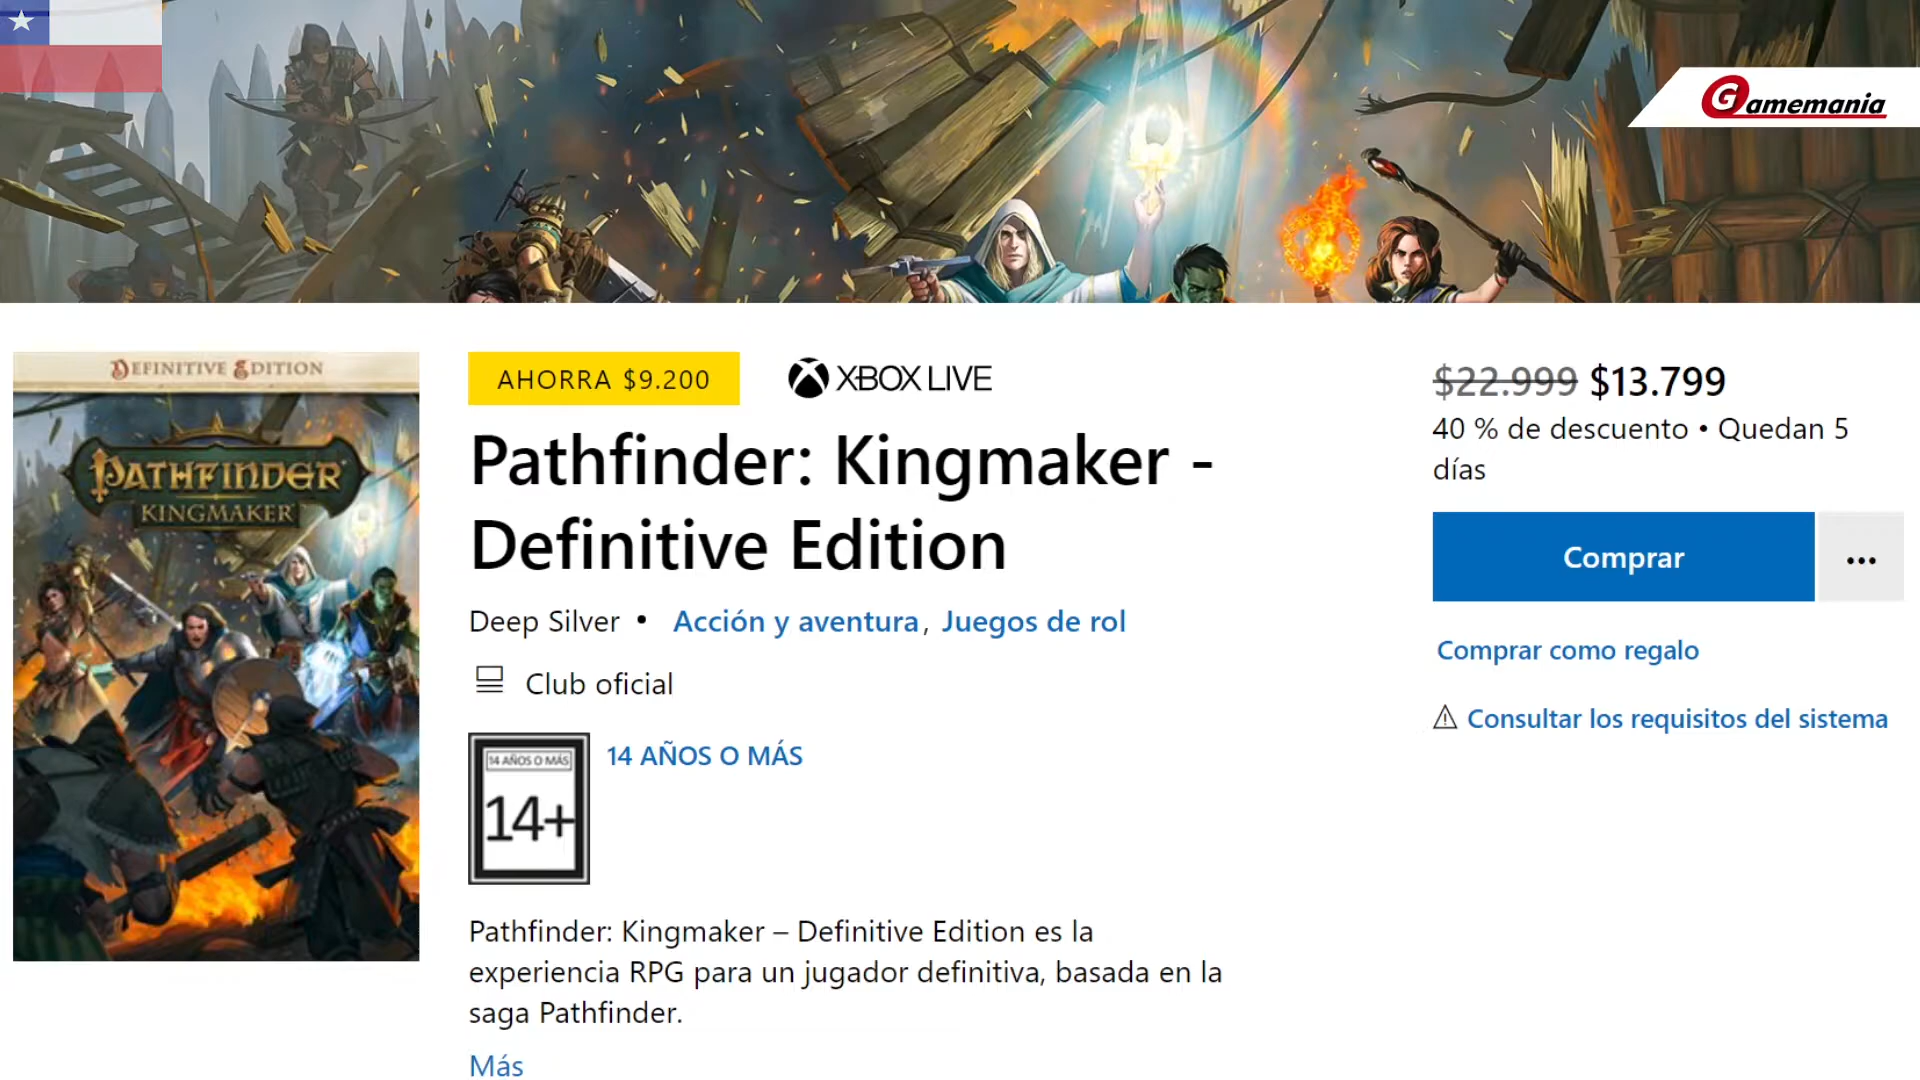 Gamemania
DEFINITIVE EDITION
PATHFINDER
KINGMAKER
AHORRA $9.200
XBOX LIVE
Pathfinder: Kingmaker -
Definitive Edition
Deep Silver • Acción y aventura, Juegos de rol
Club oficial
14 AÑOS O MÁS
14+
14 AÑOS O MÁS
Pathfinder: Kingmaker – Definitive Edition es la
experiencia RPG para un jugador definitiva, basada en la
saga Pathfinder.
Más
$22.999 $13.799
40 % de descuento • Quedan 5
días
Comprar
...
Comprar como regalo
Consultar los requisitos del sistema